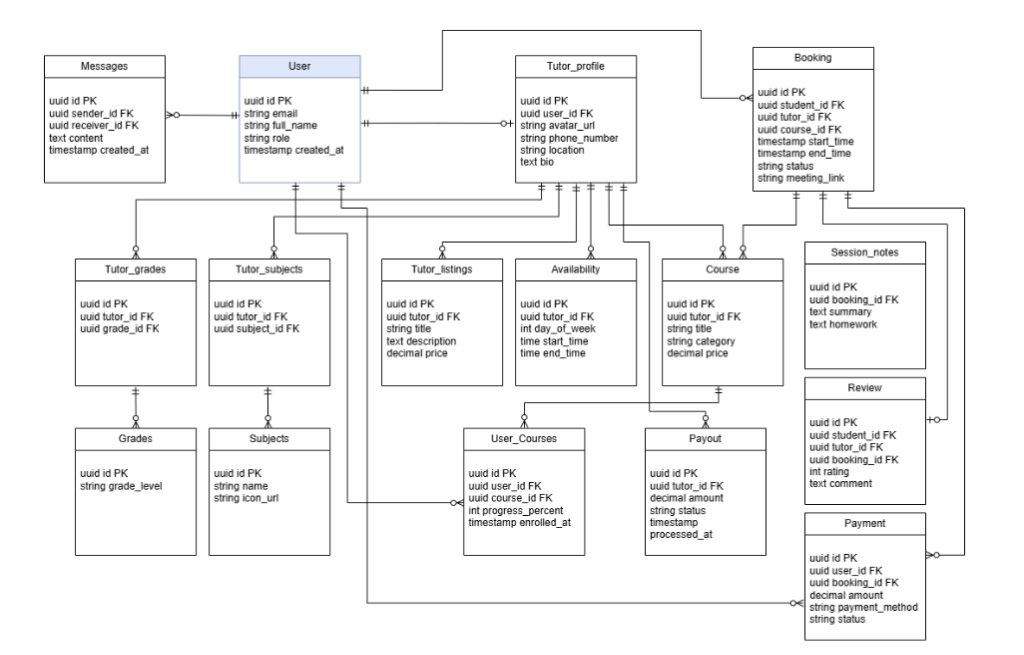 Messages
uuid id PK
uuid sender_id FK
uuid receiver_id FK
text content
timestamp created_at
User
uuid id PK
string email
string full_name
string role
timestamp created_at
Tutor_profile
uuid id PK
uuid user_id FK
string avatar_url
string phone_number
string location
text bio
Booking
uuid id PK
uuid student_id FK
uuid tutor_id FK
uuid course_id FK
timestamp start_time
timestamp end_time
string status
string meeting_link
Tutor_grades
uuid id PK
uuid tutor_id FK
uuid grade_id FK
Tutor_subjects
uuid id PK
uuid tutor_id FK
uuid subject_id FK
Tutor_listings
uuid id PK
uuid tutor_id FK
string title
text description
decimal price
Availability
uuid id PK
uuid tutor_id FK
int day_of_week
time start_time
time end_time
Course
uuid id PK
uuid tutor_id FK
string title
string category
decimal price
Session_notes
uuid id PK
uuid booking_id FK
text summary
text homework
Grades
uuid id PK
string grade_level
Subjects
uuid id PK
string name
string icon_url
User_Courses
uuid id PK
uuid user_id FK
uuid course_id FK
int progress_percent
timestamp enrolled_at
Payout
uuid id PK
uuid tutor_id FK
decimal amount
string status
timestamp
processed_at
Review
uuid id PK
uuid student_id FK
uuid tutor_id FK
uuid booking_id FK
int rating
text comment
Payment
uuid id PK
uuid user_id FK
uuid booking_id FK
decimal amount
string payment_method
string status